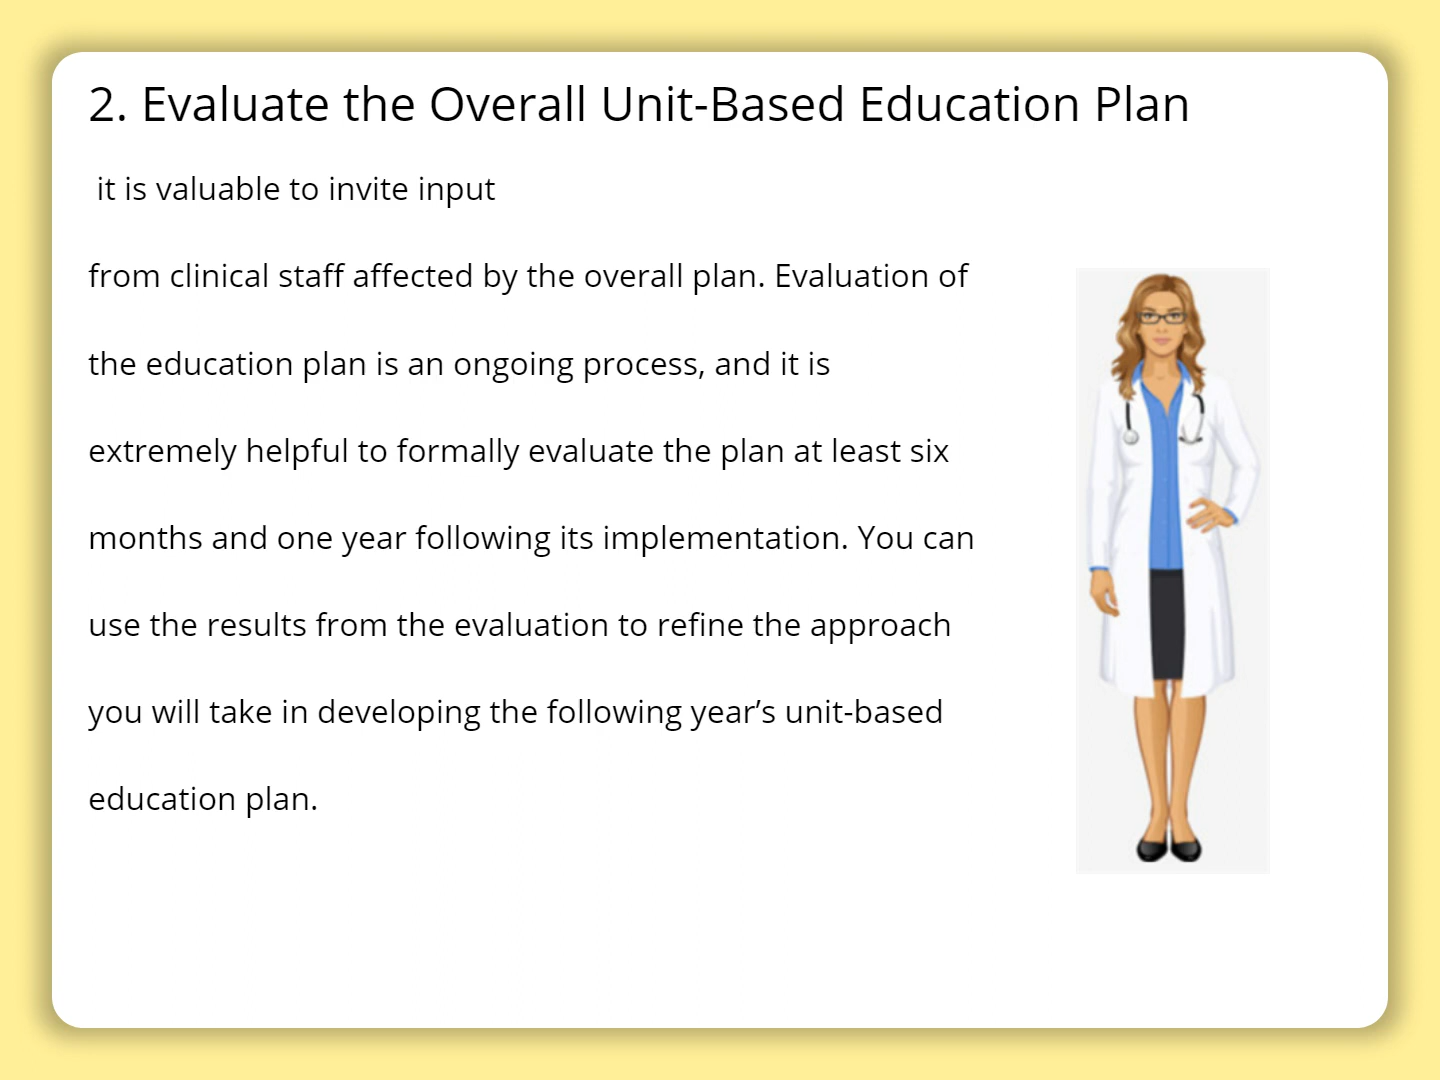 2. Evaluate the Overall Unit-Based Education Plan
it is valuable to invite input
from clinical staff affected by the overall plan. Evaluation of
the education plan is an ongoing process, and it is
extremely helpful to formally evaluate the plan at least six
months and one year following its implementation. You can
use the results from the evaluation to refine the approach
you will take in developing the following year’s unit-based
education plan.